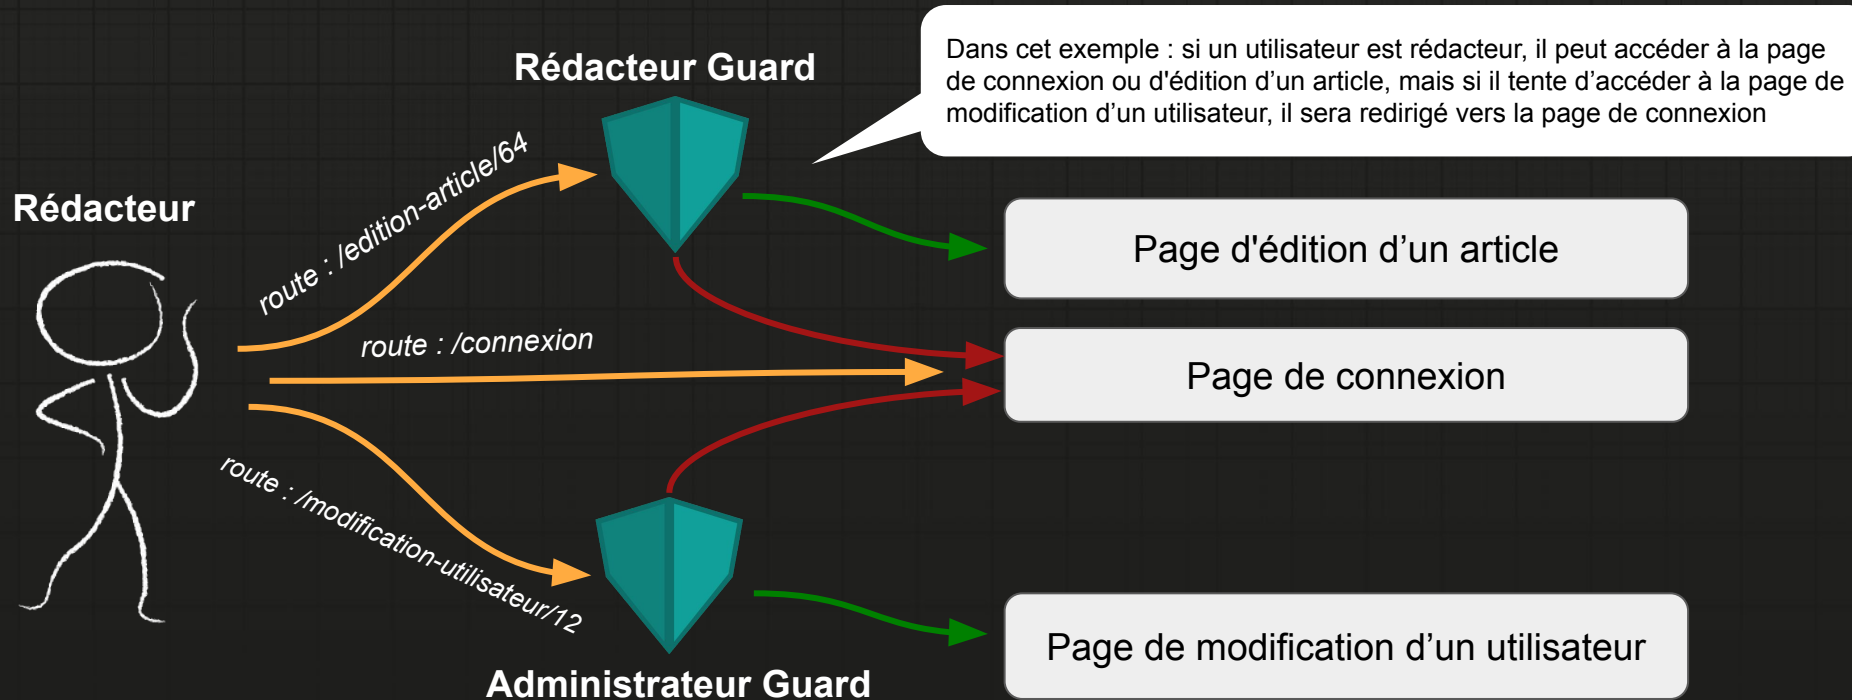 Rédacteur Guard
Dans cet exemple : si un utilisateur est rédacteur, il peut accéder à la page
de connexion ou d'édition d’un article, mais si il tente d’accéder à la page de
modification d’un utilisateur, il sera redirigé vers la page de connexion
Rédacteur
route : /edition-article/64
Page d'édition d’un article
route : /connexion
Page de connexion
route : /modification-utilisateur/12
Page de modification d’un utilisateur
Administrateur Guard